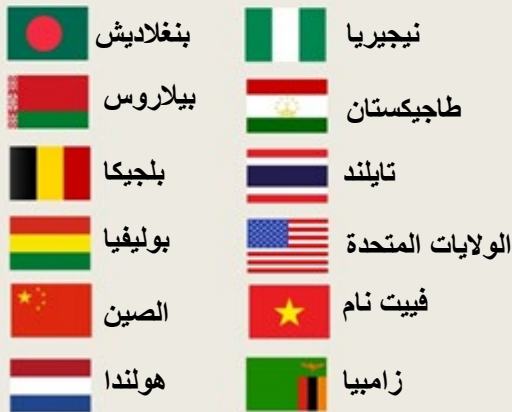 بنغلاديش
بيلاروس
بلجيكا
بوليفيا
الصين
هولندا
نيجيريا
طاجيكستان
تايلند
الولايات المتحدة
فييت نام
زامبيا